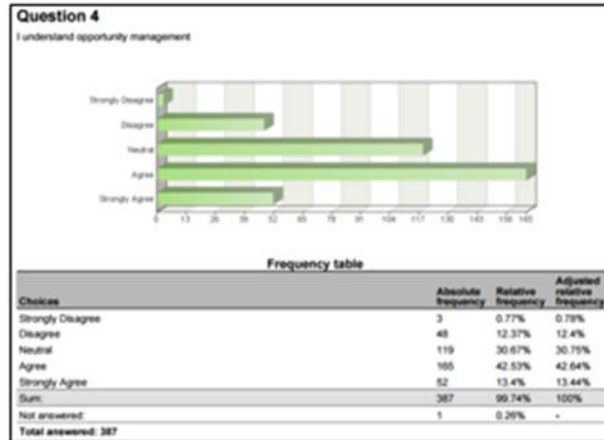 Question 4
I understand opportunity management
Strongly Disagree
Disagree
Neutral
Agree
Strongly Agree
0 13 26 39 52 65 78 91 104 117 130 143 156 165
Frequency table
Choices Absolute frequency Relative frequency Adjusted relative frequency
Strongly Disagree 3 0.77% 0.78%
Disagree 48 12.37% 12.4%
Neutral 119 30.67% 30.75%
Agree 165 42.53% 42.64%
Strongly Agree 52 13.4% 13.44%
Sum: 387 99.74% 100%
Not answered: 1 0.26% -
Total answered: 387